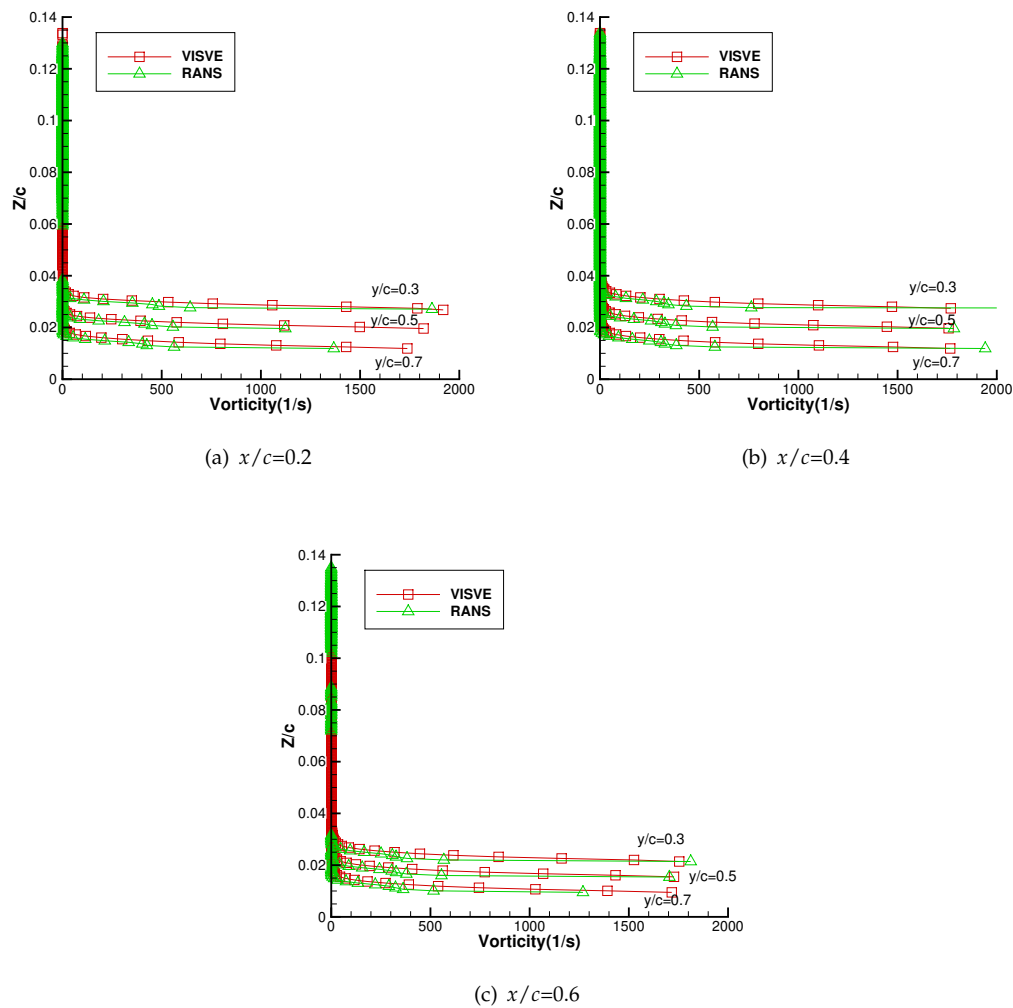 0.14
0.12
0.1
0.08
0.06
0.04
0.02
0
Z/c
VISVE
RANS
y/c=0.3
y/c=0.5
y/c=0.7
0 500 1000 1500 2000
Vorticity(1/s)
(a) x/c=0.2
0.14
0.12
0.1
0.08
0.06
0.04
0.02
0
Z/c
VISVE
RANS
y/c=0.3
y/c=0.5
y/c=0.7
0 500 1000 1500 2000
Vorticity(1/s)
(b) x/c=0.4
0.14
0.12
0.1
0.08
0.06
0.04
0.02
0
Z/c
VISVE
RANS
y/c=0.3
y/c=0.5
y/c=0.7
0 500 1000 1500 2000
Vorticity(1/s)
(c) x/c=0.6